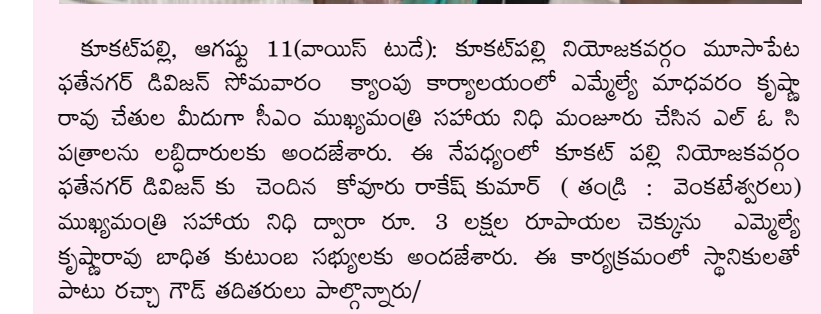 కూకట్‌పల్లి, ఆగష్టు 11(వాయిస్ టుడే): కూకట్‌పల్లి నియోజకవర్గం మూసాపేట
ఫతేనగర్ డివిజన్ సోమవారం క్యాంపు కార్యాలయంలో ఎమ్మేల్యే మాధవరం కృష్ణా
రావు చేతుల మీదుగా సీఎం ముఖ్యమంత్రి సహాయ నిధి మంజూరు చేసిన ఎల్ ఓ సి
పత్రాలను లబ్ధిదారులకు అందజేశారు. ఈ నేపధ్యంలో కూకట్ పల్లి నియోజకవర్గం
ఫతేనగర్ డివిజన్ కు చెందిన కోవూరు రాకేష్ కుమార్ ( తండ్రి : వెంకటేశ్వరలు)
ముఖ్యమంత్రి సహాయ నిధి ద్వారా రూ. 3 లక్షల రూపాయల చెక్కును ఎమ్మెల్యే
కృష్ణారావు బాధిత కుటుంబ సభ్యులకు అందజేశారు. ఈ కార్యక్రమంలో స్థానికులతో
పాటు రచ్చా గౌడ్ తదితరులు పాల్గొన్నారు/